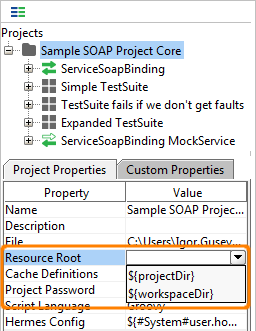 Projects
Sample SOAP Project Core
ServiceSoapBinding
Simple TestSuite
TestSuite fails if we don't get faults
Expanded TestSuite
ServiceSoapBinding MockService
Project Properties Custom Properties
Property Value
Name Sample SOAP Projec...
Description
File C:\Users\Igor.Gusev...
Resource Root
Cache Definitions ${projectDir}
Project Password ${workspaceDir}
Script Language Groovy
Hermes Config ${#System#user.ho...